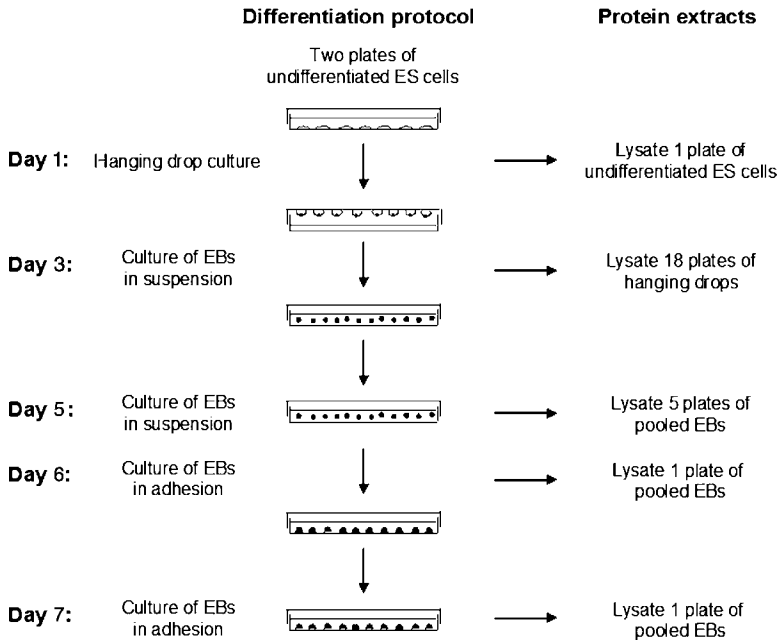 Differentiation protocol
Protein extracts
Two plates of
undifferentiated ES cells
Day 1:
Hanging drop culture
Lysate 1 plate of
undifferentiated ES cells
Day 3:
Culture of EBs
in suspension
Lysate 18 plates of
hanging drops
Day 5:
Culture of EBs
in suspension
Lysate 5 plates of
pooled EBs
Day 6:
Culture of EBs
in adhesion
Lysate 1 plate of
pooled EBs
Day 7:
Culture of EBs
in adhesion
Lysate 1 plate of
pooled EBs